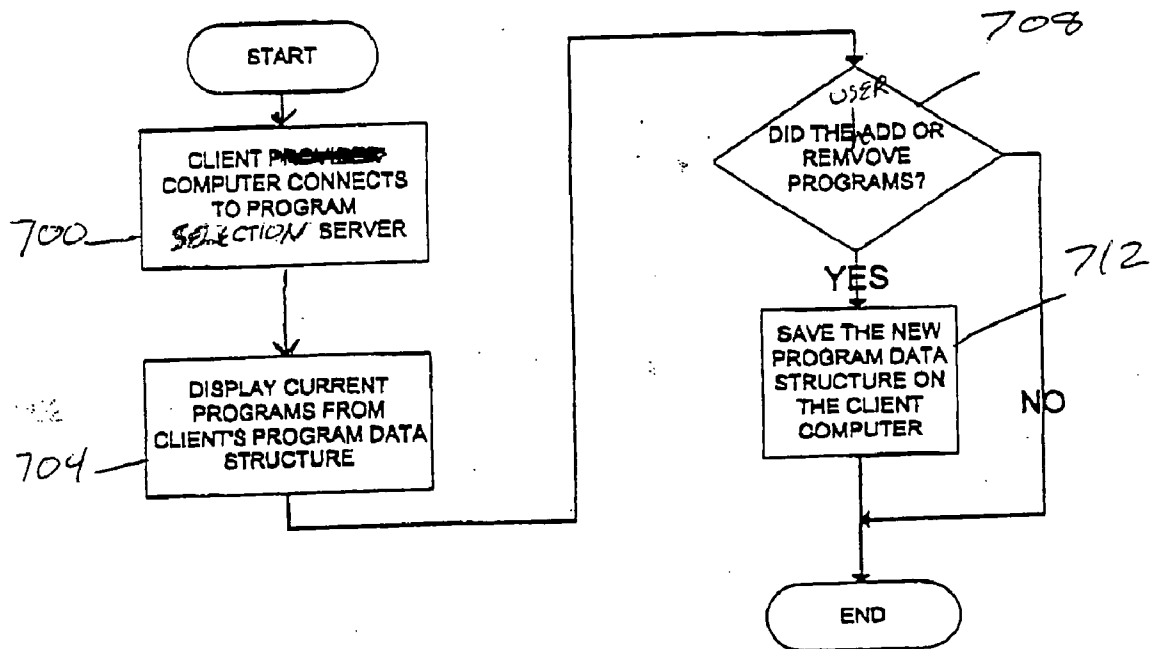 START
CLIENT PROVIDER
COMPUTER CONNECTS
TO PROGRAM
SELECTION SERVER
700
DISPLAY CURRENT
PROGRAMS FROM
CLIENT'S PROGRAM DATA
STRUCTURE
704
708
USER
DID THE ADD OR
REMVOVE
PROGRAMS?
YES
712
SAVE THE NEW
PROGRAM DATA
STRUCTURE ON
THE CLIENT
COMPUTER
NO
END